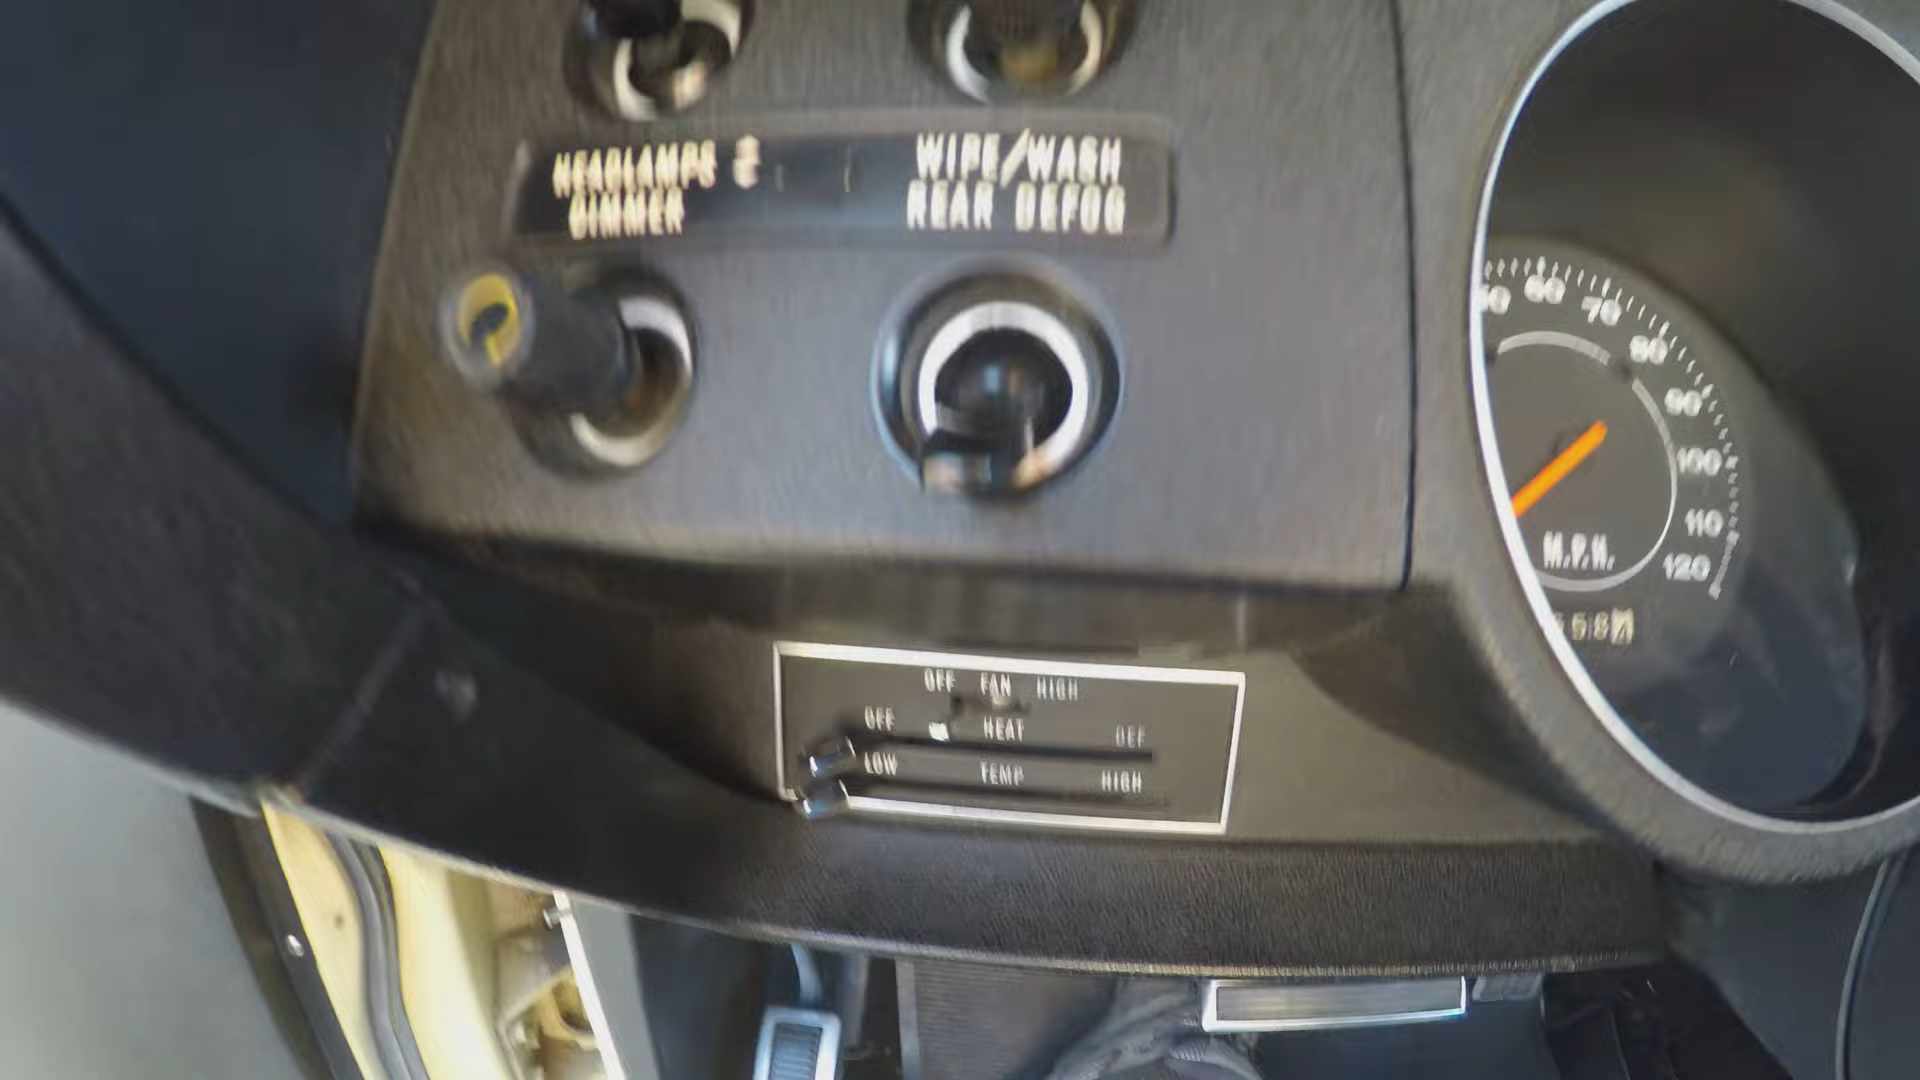 HEADLAMPS
DIMMER
WIPE/WASH
REAR DEFOG
60
70
80
90
100
110
120
M.P.H.
OFF FAN HIGH
OFF HEAT DEF
LOW TEMP HIGH